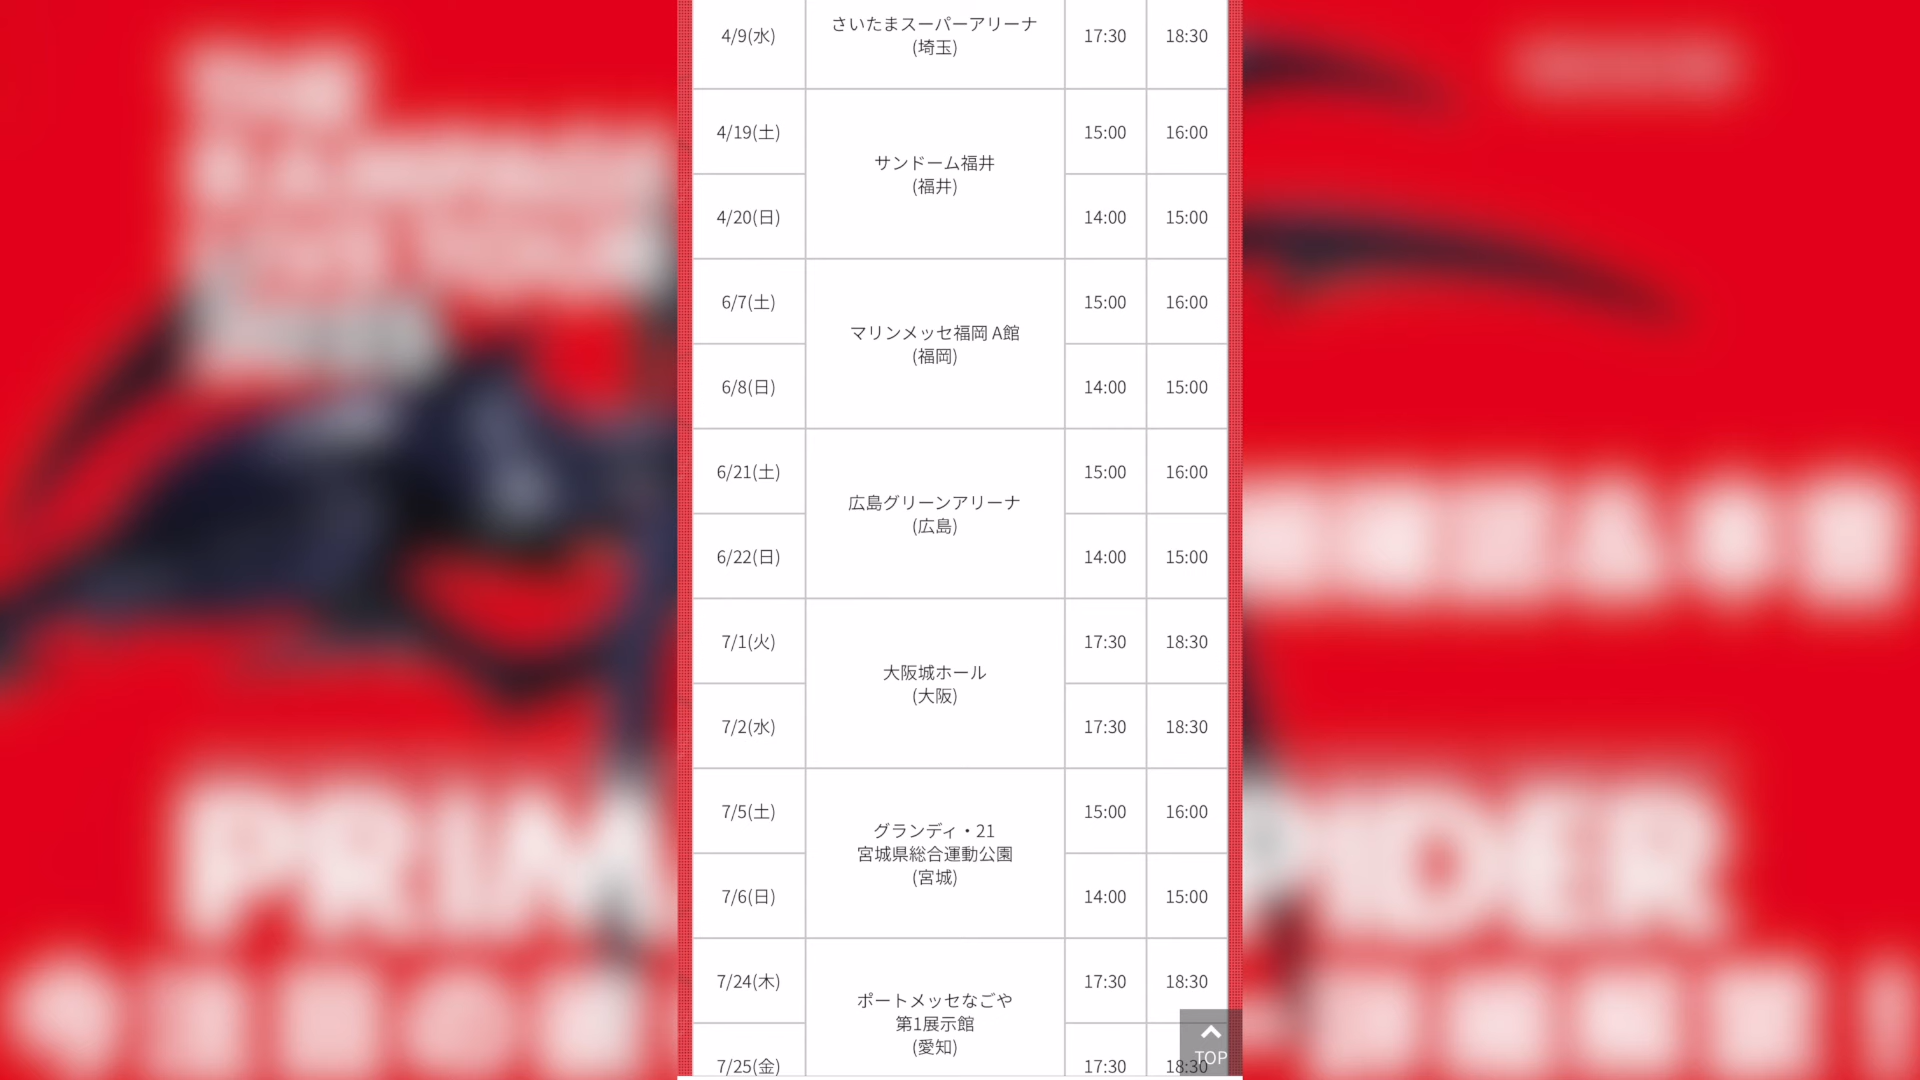 4/9(水) さいたまスーパーアリーナ 17:30 18:30
(埼玉)
4/19(土) 15:00 16:00
サンドーム福井
(福井)
4/20(日) 14:00 15:00
6/7(土) 15:00 16:00
マリンメッセ福岡 A館
(福岡)
6/8(日) 14:00 15:00
6/21(土) 15:00 16:00
広島グリーンアリーナ
(広島)
6/22(日) 14:00 15:00
7/1(火) 17:30 18:30
大阪城ホール
(大阪)
7/2(水) 17:30 18:30
7/5(土) 15:00 16:00
グランディ・21
宮城県総合運動公園
(宮城)
7/6(日) 14:00 15:00
7/24(木) 17:30 18:30
ポートメッセなごや
第1展示館
(愛知)
7/25(金) 17:30 18:30
TOP